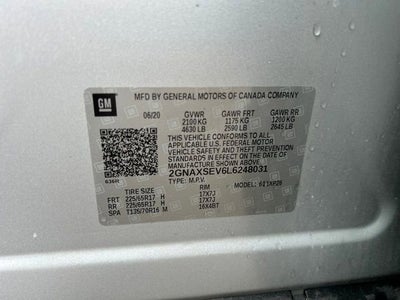 GM
MFD BY GENERAL MOTORS OF CANADA COMPANY
06/20 GVWR GAWR FRT GAWR RR
2100 KG 1175 KG 1200 KG
4630 LB 2590 LB 2645 LB
THIS VEHICLE CONFORMS TO ALL
APPLICABLE U.S. FEDERAL MOTOR
VEHICLE SAFETY AND THEFT PREVENTION
STANDARDS IN EFFECT ON THE DATE OF
MANUFACTURE SHOWN ABOVE.
2GNAXSEV6L6248031
TYPE: M.P.V. MODEL:
TIRE SIZE RIM
FRT 225/65R17 H 17X7J
RR 225/65R17 H 17X7J
SPA T135/70R16 M 16X4BT